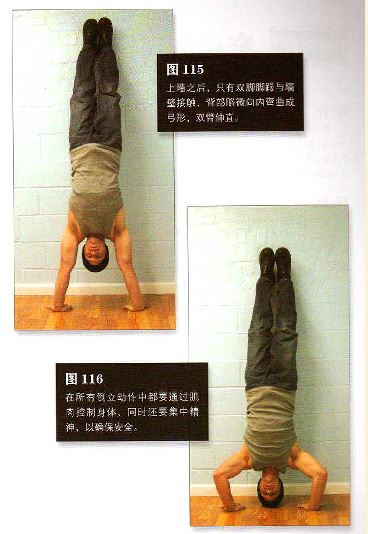 图 115
上墙之后，只有双脚脚跟与墙
壁接触，背部略微向内弯曲成
弓形，双臂伸直。
图 116
在所有倒立动作中都要通过肌
肉控制身体，同时还要集中精
神，以确保安全。